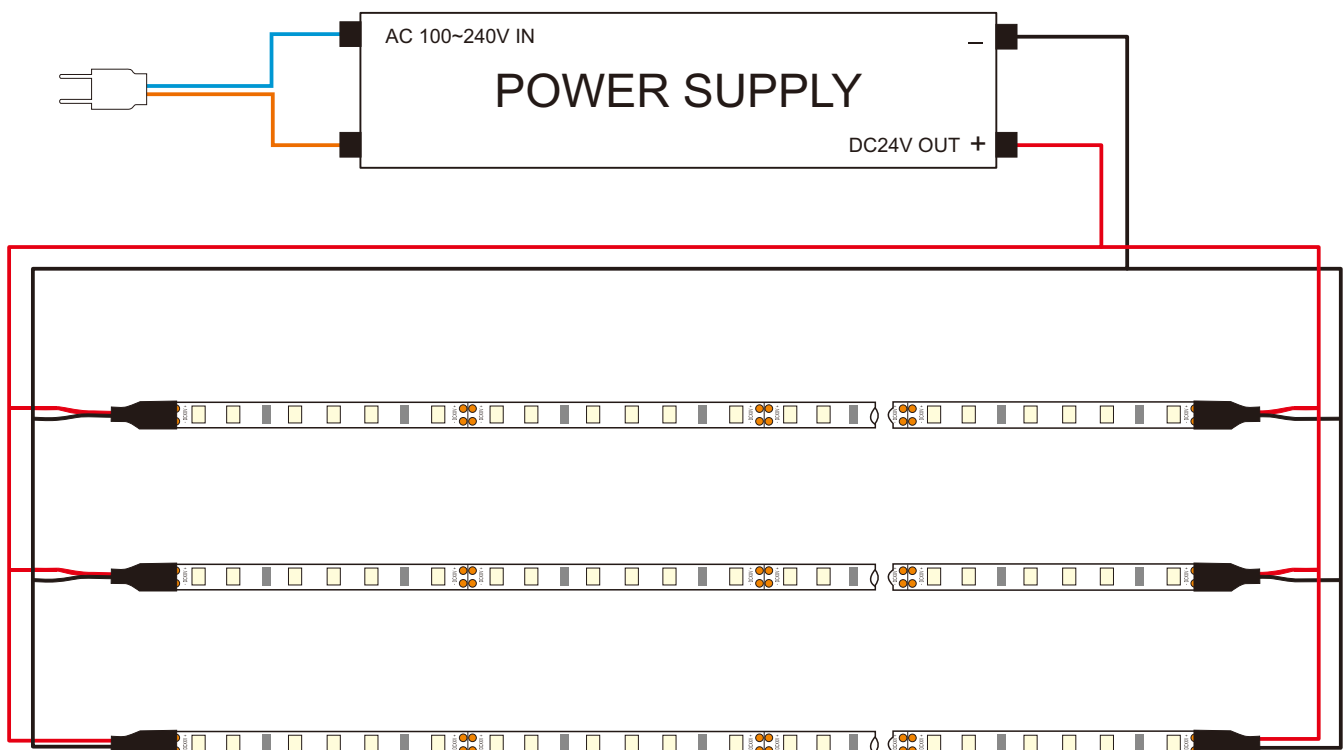 AC 100~240V IN
–
POWER SUPPLY
DC24V OUT +